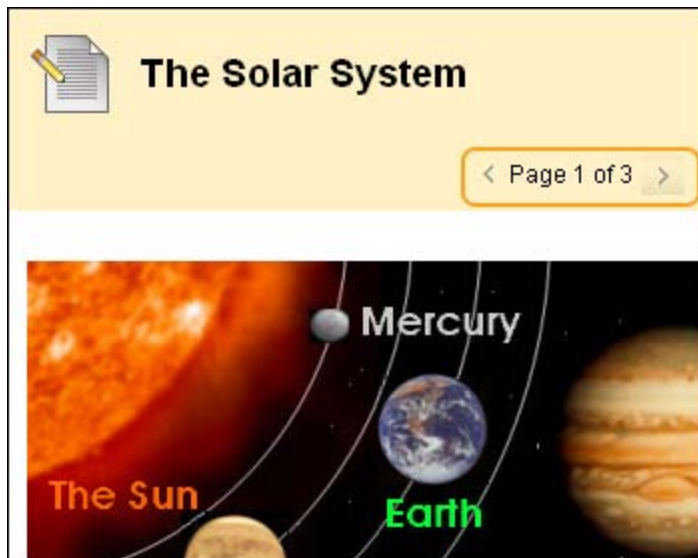 The Solar System
< Page 1 of 3 >
Mercury
The Sun
Earth